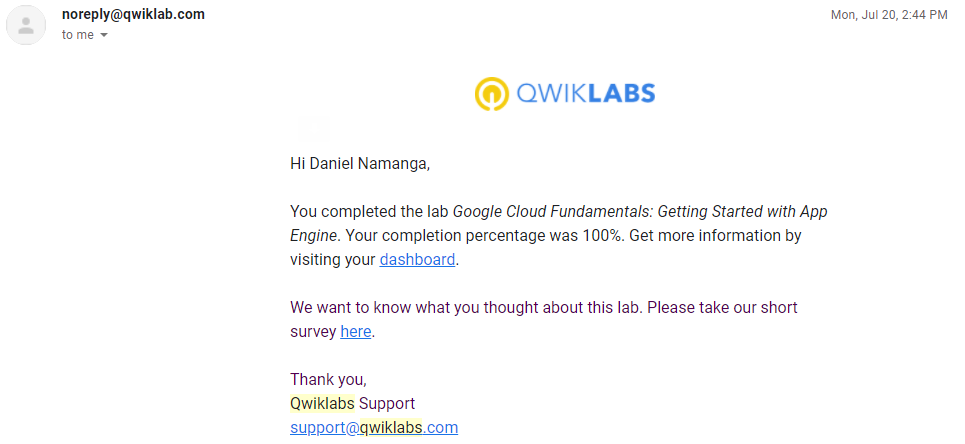 noreply@qwiklab.com
Mon, Jul 20, 2:44 PM
to me
QWIKLABS
Hi Daniel Namanga,
You completed the lab Google Cloud Fundamentals: Getting Started with App
Engine. Your completion percentage was 100%. Get more information by
visiting your dashboard.
We want to know what you thought about this lab. Please take our short
survey here.
Thank you,
Qwiklabs Support
support@qwiklabs.com